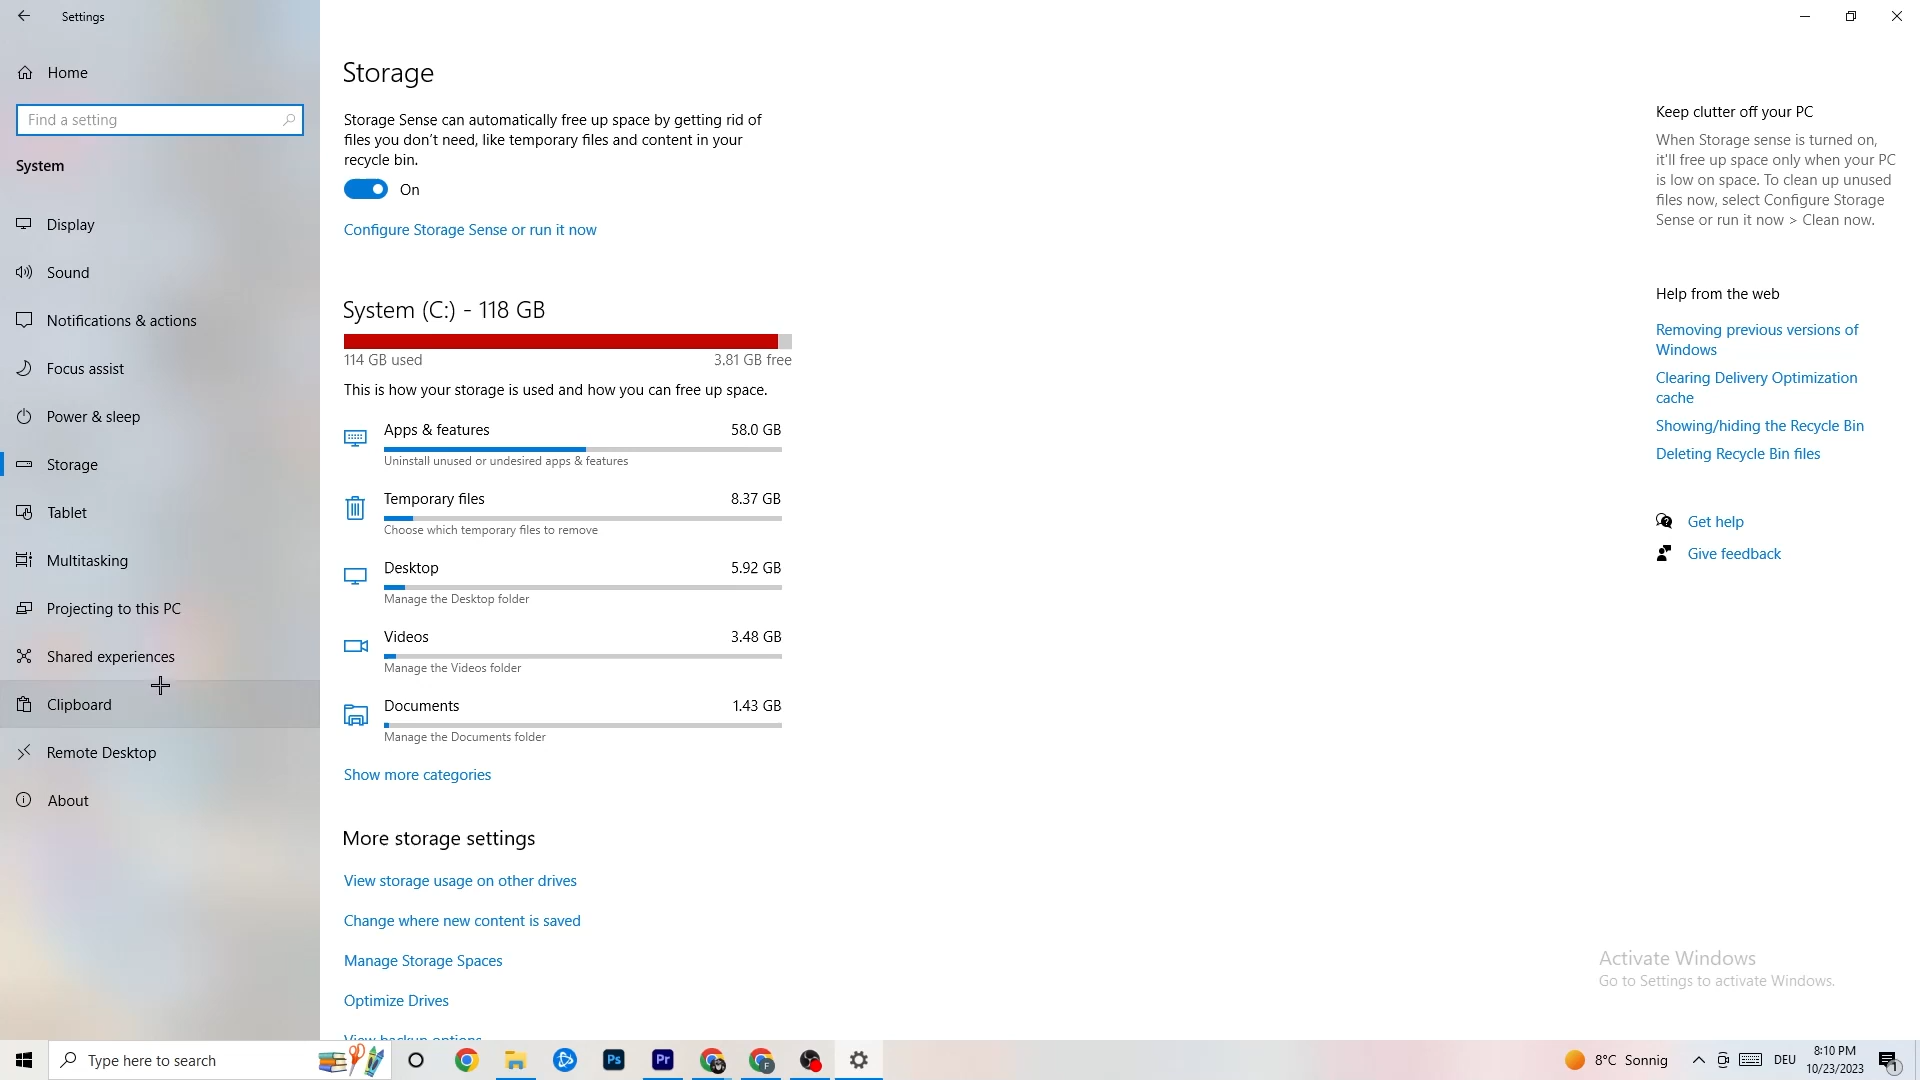 Settings
Home
Find a setting
System
Display
Sound
Notifications & actions
Focus assist
Power & sleep
Storage
Tablet
Multitasking
Projecting to this PC
Shared experiences
Clipboard
Remote Desktop
About
Storage
Storage Sense can automatically free up space by getting rid of
files you don't need, like temporary files and content in your
recycle bin.
On
Configure Storage Sense or run it now
System (C:) - 118 GB
114 GB used 3.81 GB free
This is how your storage is used and how you can free up space.
Apps & features 58.0 GB
Uninstall unused or undesired apps & features
Temporary files 8.37 GB
Choose which temporary files to remove
Desktop 5.92 GB
Manage the Desktop folder
Videos 3.48 GB
Manage the Videos folder
Documents 1.43 GB
Manage the Documents folder
Show more categories
More storage settings
View storage usage on other drives
Change where new content is saved
Manage Storage Spaces
Optimize Drives
View backup options
Keep clutter off your PC
When Storage sense is turned on,
it'll free up space only when your PC
is low on space. To clean up unused
files now, select Configure Storage
Sense or run it now > Clean now.
Help from the web
Removing previous versions of
Windows
Clearing Delivery Optimization
cache
Showing/hiding the Recycle Bin
Deleting Recycle Bin files
Get help
Give feedback
Activate Windows
Go to Settings to activate Windows.
Type here to search
Ps
Pr
F
8°C Sonnig
DEU
8:10 PM
10/23/2023
1